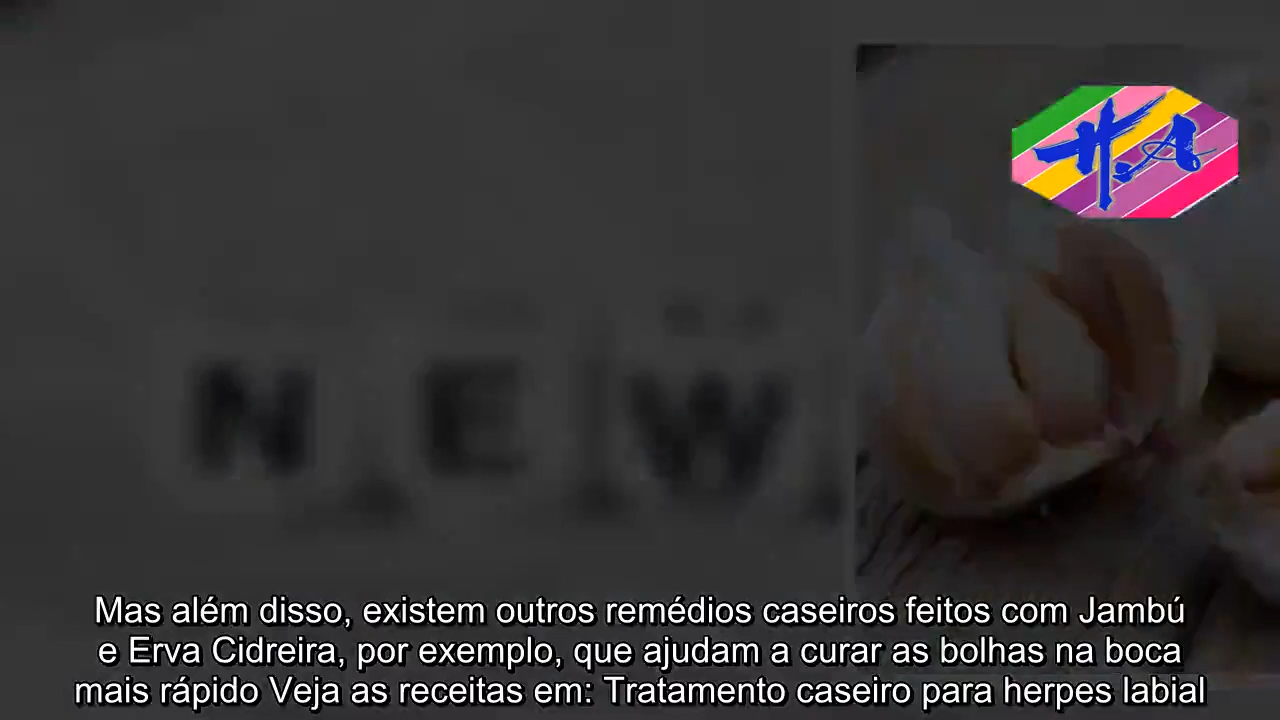 H.A
N E W
Mas além disso, existem outros remédios caseiros feitos com Jambú
e Erva Cidreira, por exemplo, que ajudam a curar as bolhas na boca
mais rápido Veja as receitas em: Tratamento caseiro para herpes labial